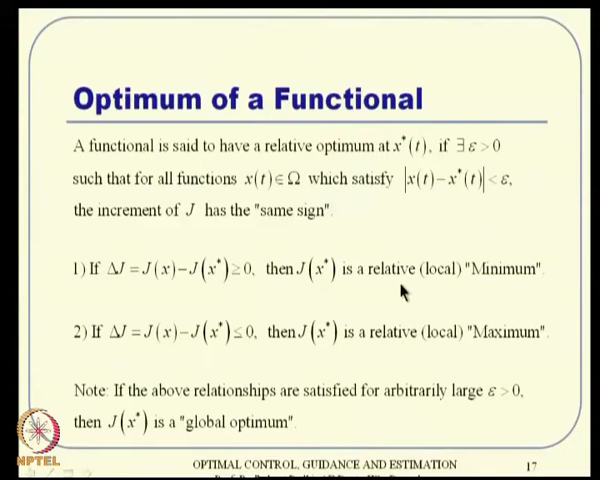 Optimum of a Functional
A functional is said to have a relative optimum at x*(t), if ∃ ε > 0
such that for all functions x(t) ∈ Ω which satisfy |x(t) − x*(t)| < ε,
the increment of J has the "same sign".
1) If ΔJ = J(x) − J(x*) ≥ 0, then J(x*) is a relative (local) "Minimum".
2) If ΔJ = J(x) − J(x*) ≤ 0, then J(x*) is a relative (local) "Maximum".
Note: If the above relationships are satisfied for arbitrarily large ε > 0,
then J(x*) is a "global optimum".
NPTEL
OPTIMAL CONTROL, GUIDANCE AND ESTIMATION
17